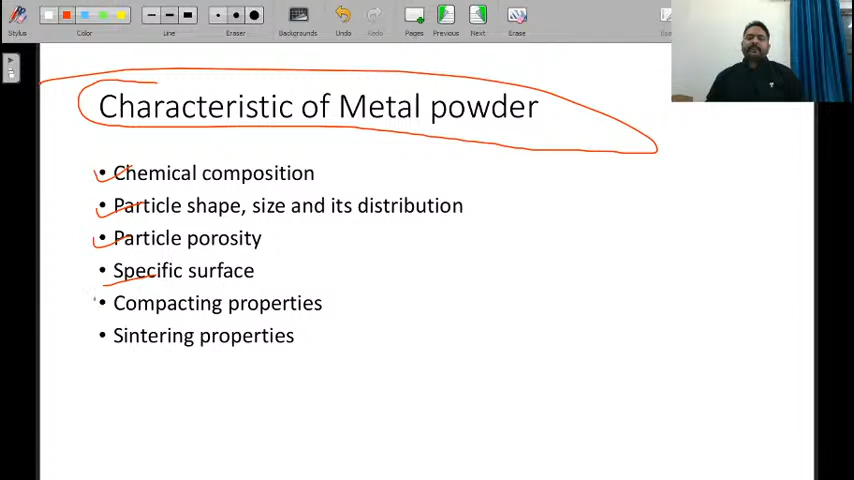 Stylus
Color
Line
Eraser
Backgrounds
Undo
Redo
Pages
Previous
Next
Erase
Characteristic of Metal powder
• Chemical composition
• Particle shape, size and its distribution
• Particle porosity
• Specific surface
• Compacting properties
• Sintering properties